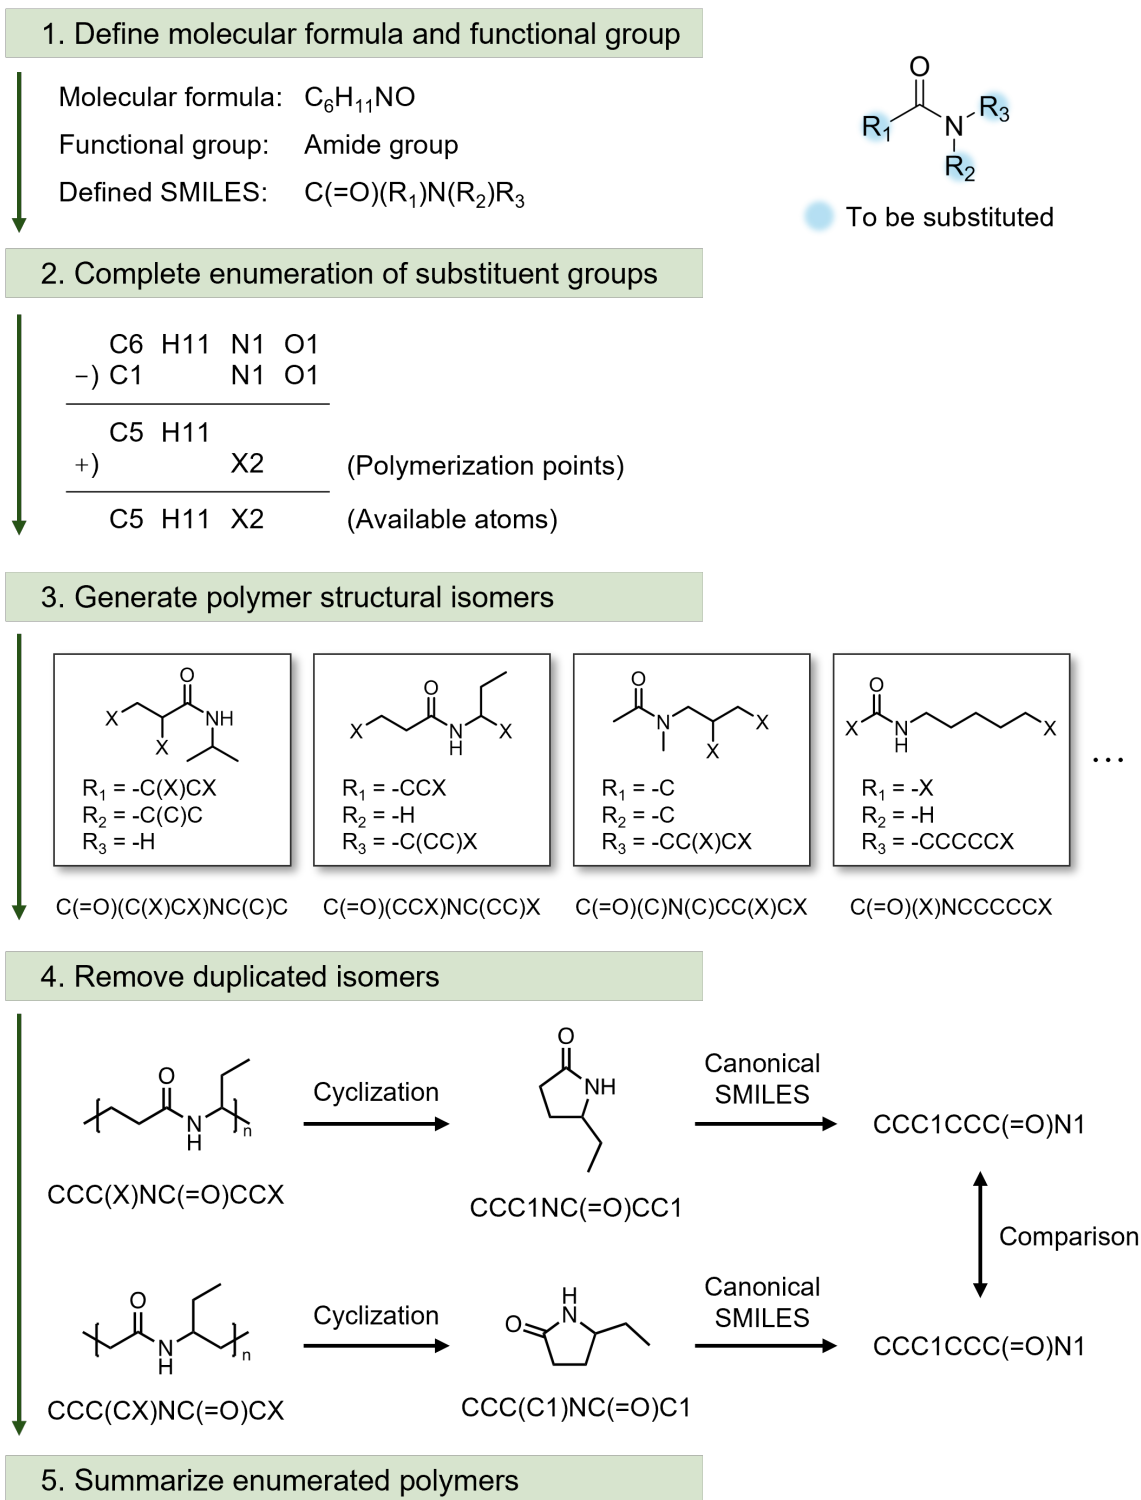 1. Define molecular formula and functional group
Molecular formula: C₆H₁₁NO
Functional group: Amide group
Defined SMILES: C(=O)(R₁)N(R₂)R₃
O
R₁
N
R₃
R₂
To be substituted
2. Complete enumeration of substituent groups
C6 H11 N1 O1
−) C1 N1 O1
C5 H11
+) X2 (Polymerization points)
C5 H11 X2 (Available atoms)
3. Generate polymer structural isomers
O
X
NH
X
R₁ = -C(X)CX
R₂ = -C(C)C
R₃ = -H
C(=O)(C(X)CX)NC(C)C
O
X
N
H
X
R₁ = -CCX
R₂ = -H
R₃ = -C(CC)X
C(=O)(CCX)NC(CC)X
O
N
X
X
R₁ = -C
R₂ = -C
R₃ = -CC(X)CX
C(=O)(C)N(C)CC(X)CX
O
X
N
H
X
R₁ = -X
R₂ = -H
R₃ = -CCCCCX
C(=O)(X)NCCCCCX
...
4. Remove duplicated isomers
O
N
H
n
CCC(X)NC(=O)CCX
Cyclization
O
NH
CCC1NC(=O)CC1
Canonical
SMILES
CCC1CCC(=O)N1
Comparison
O
N
H
n
CCC(CX)NC(=O)CX
Cyclization
H
N
O
CCC(C1)NC(=O)C1
Canonical
SMILES
CCC1CCC(=O)N1
5. Summarize enumerated polymers